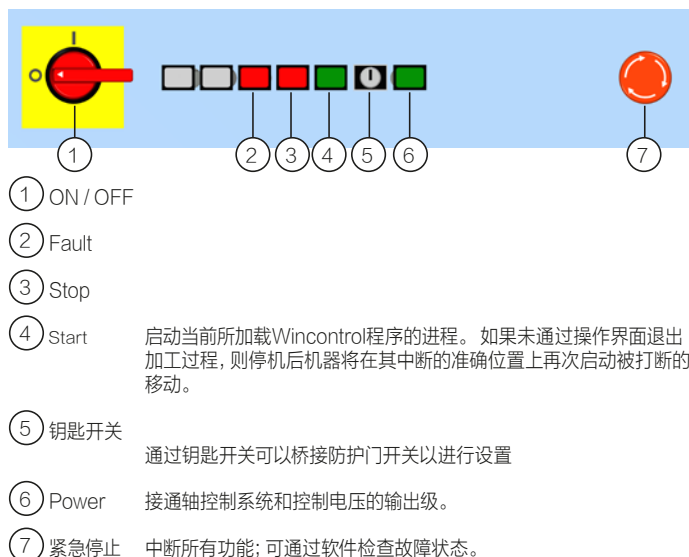 I
O
1 2 3 4 5 6 7
1 ON / OFF
2 Fault
3 Stop
4 Start 启动当前所加载Wincontrol程序的进程。 如果未通过操作界面退出
加工过程, 则停机后机器将在其中断的准确位置上再次启动被打断的
移动。
5 钥匙开关
通过钥匙开关可以桥接防护门开关以进行设置
6 Power 接通轴控制系统和控制电压的输出级。
7 紧急停止 中断所有功能; 可通过软件检查故障状态。